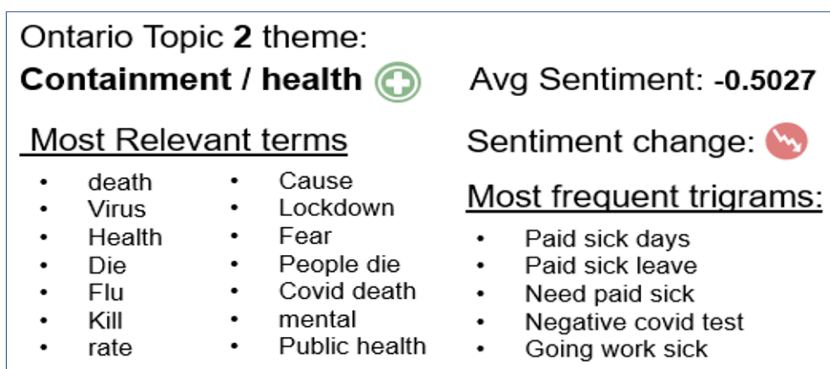 Ontario Topic 2 theme:
Containment / health
Most Relevant terms
• death
• Virus
• Health
• Die
• Flu
• Kill
• rate
• Cause
• Lockdown
• Fear
• People die
• Covid death
• mental
• Public health
Avg Sentiment: -0.5027
Sentiment change:
Most frequent trigrams:
• Paid sick days
• Paid sick leave
• Need paid sick
• Negative covid test
• Going work sick